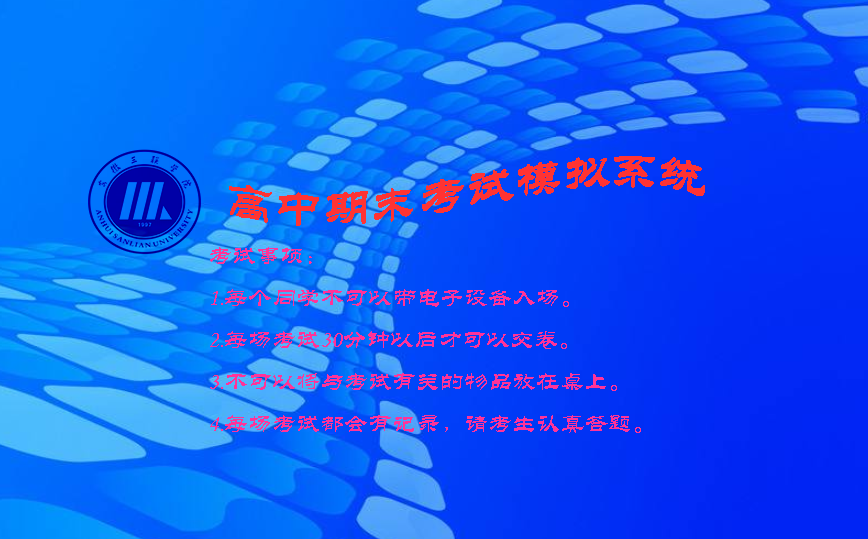 安徽三联学院
1997
ANHUI SANLIAN UNIVERSITY
高中期末考试模拟系统
考试事项：
1.每个同学不可以带电子设备入场。
2.每场考试30分钟以后才可以交卷。
3.不可以将与考试有关的物品放在桌上。
4.每场考试都会有记录，请考生认真答题。